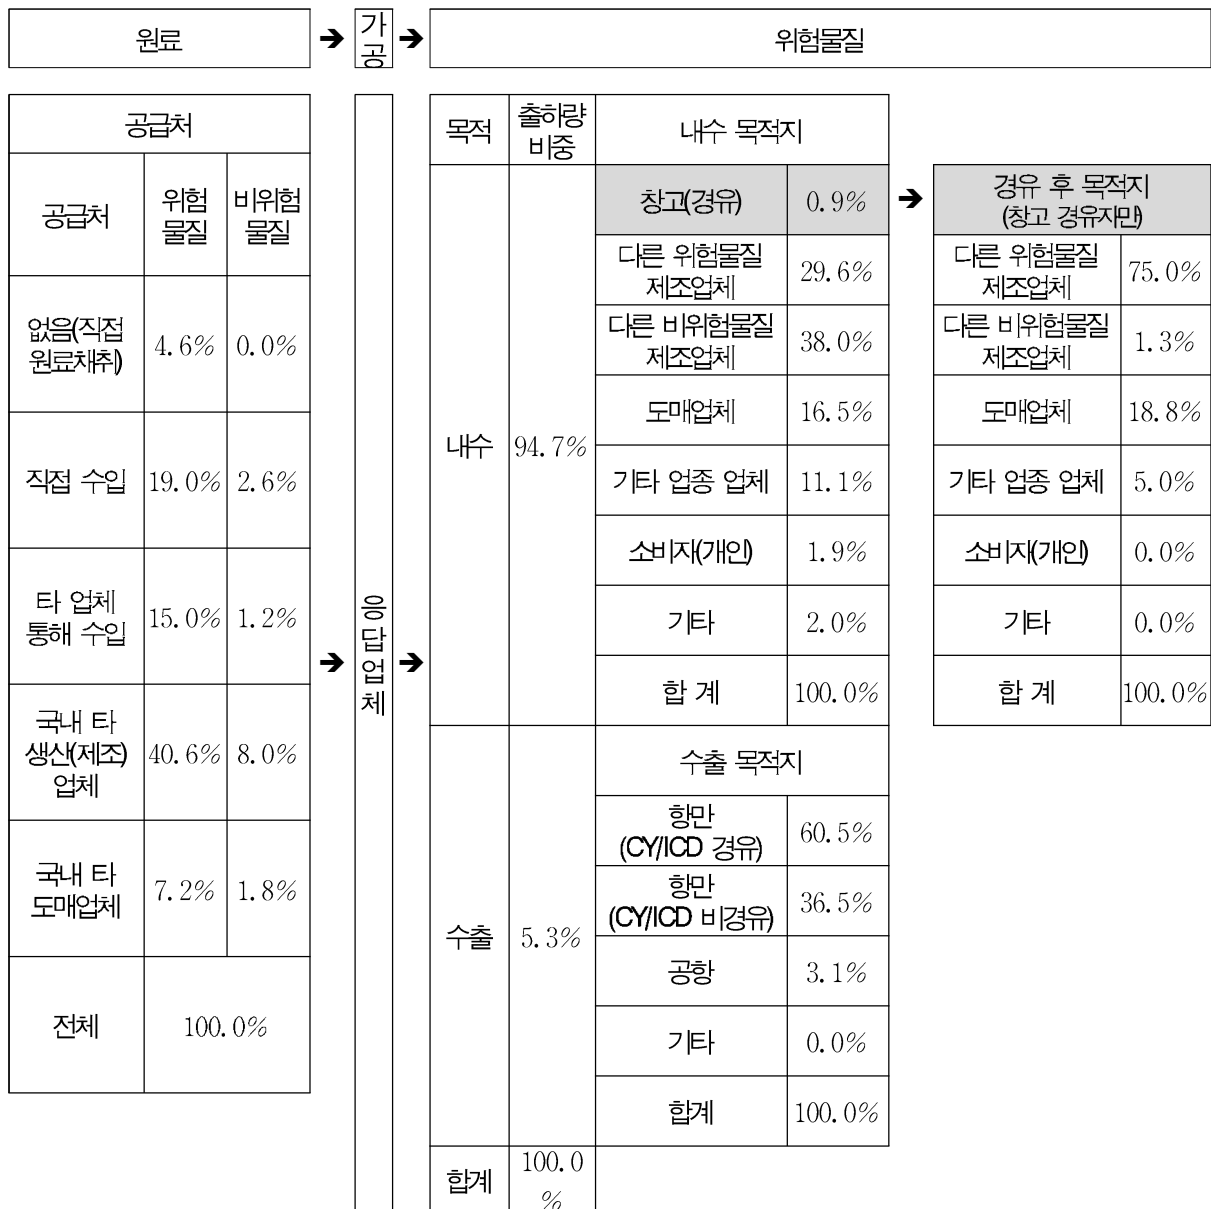 원료 ➔ 가공 ➔ 위험물질
공급처
공급처 위험물질 비위험물질
없음(직접 원료채취) 4.6% 0.0%
직접 수입 19.0% 2.6%
타 업체 통해 수입 15.0% 1.2%
국내 타 생산(제조) 업체 40.6% 8.0%
국내 타 도매업체 7.2% 1.8%
전체 100.0%
➔ 응답업체 ➔
목적 출하량 비중 내수 목적지
내수 94.7%
창고(경유) 0.9%
다른 위험물질 제조업체 29.6%
다른 비위험물질 제조업체 38.0%
도매업체 16.5%
기타 업종 업체 11.1%
소비자(개인) 1.9%
기타 2.0%
합 계 100.0%
➔ 경유 후 목적지
(창고 경유자만)
다른 위험물질 제조업체 75.0%
다른 비위험물질 제조업체 1.3%
도매업체 18.8%
기타 업종 업체 5.0%
소비자(개인) 0.0%
기타 0.0%
합 계 100.0%
수출 5.3%
수출 목적지
항만
(CY/ICD 경유) 60.5%
항만
(CY/ICD 비경유) 36.5%
공항 3.1%
기타 0.0%
합계 100.0%
합계 100.0%